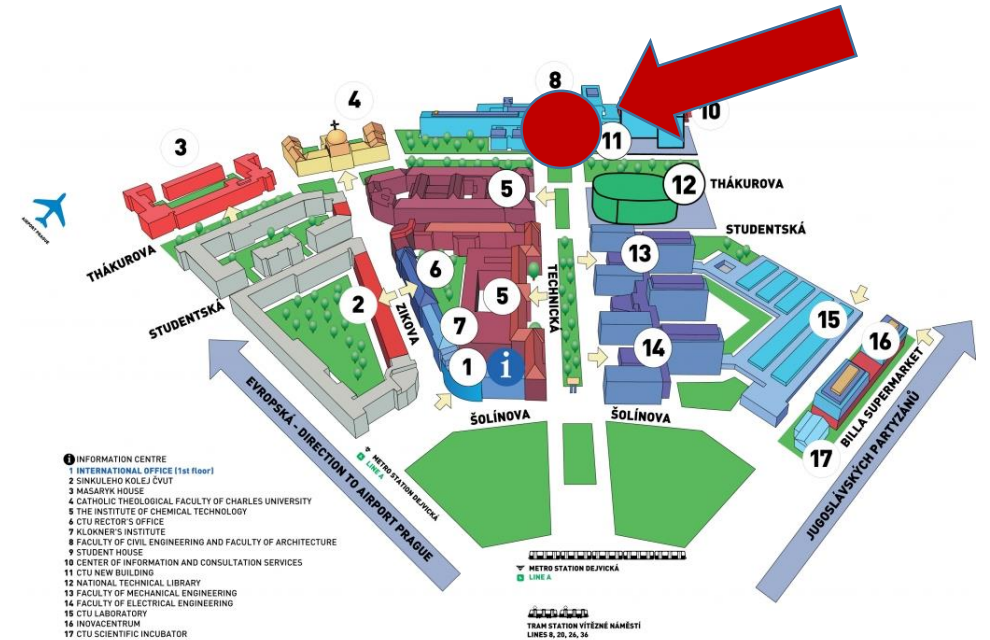 8
4
10
3
11
5
12
THÁKUROVA
AIRPORT PRAGUE
STUDENTSKÁ
THÁKUROVA
13
6
TECHNICKÁ
STUDENTSKÁ
2
ZIKOVA
5
15
7
14
16
1
i
BILLA SUPERMARKET
ŠOLÍNOVA
ŠOLÍNOVA
17
JUGOSLÁVSKÝCH PARTYZÁNŮ
EVROPSKÁ - DIRECTION TO AIRPORT PRAGUE
METRO STATION DEJVICKÁ
LINE A
i INFORMATION CENTRE
1 INTERNATIONAL OFFICE (1st floor)
2 SINKULEHO KOLEJ ČVUT
3 MASARYK HOUSE
4 CATHOLIC THEOLOGICAL FACULTY OF CHARLES UNIVERSITY
5 THE INSTITUTE OF CHEMICAL TECHNOLOGY
6 CTU RECTOR'S OFFICE
7 KLOKNER'S INSTITUTE
8 FACULTY OF CIVIL ENGINEERING AND FACULTY OF ARCHITECTURE
9 STUDENT HOUSE
10 CENTER OF INFORMATION AND CONSULTATION SERVICES
11 CTU NEW BUILDING
12 NATIONAL TECHNICAL LIBRARY
13 FACULTY OF MECHANICAL ENGINEERING
14 FACULTY OF ELECTRICAL ENGINEERING
15 CTU LABORATORY
16 INOVACENTRUM
17 CTU SCIENTIFIC INCUBATOR
METRO STATION DEJVICKÁ
LINE A
TRAM STATION VÍTĚZNÉ NÁMĚSTÍ
LINES 8, 20, 26, 36